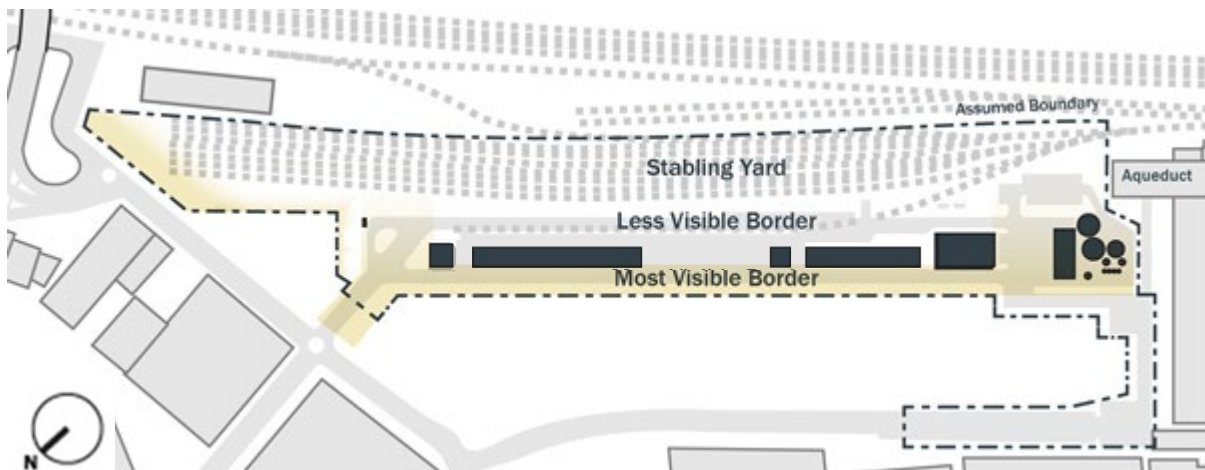 Assumed Boundary
Stabling Yard
Aqueduct
Less Visible Border
Most Visible Border
N